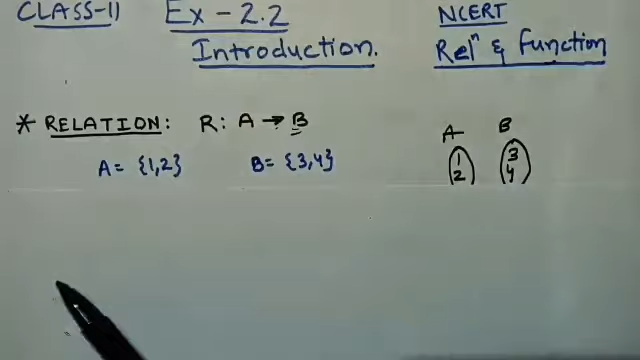 CLASS-11
Ex - 2.2
Introduction.
NCERT
Relⁿ & Function
* RELATION: R: A → B
A = {1,2} B = {3,4}
A B
1 3
2 4